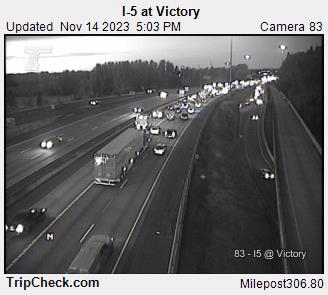 I-5 at Victory
Updated Nov 14 2023 5:03 PM Camera 83
T
N
83 - I5 @ Victory
TripCheck.com Milepost306.80